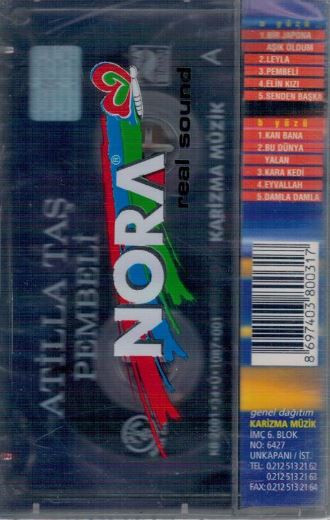 ATİLLA TAŞ
PEMBELİ
NORA®
real sound
KARİZMA MÜZİK
A
a yüzü
1.BİR JAPONA
AŞIK OLDUM
2.LEYLA
3.PEMBELİ
4.ELİN KIZI
5.SENDEN BAŞKA
b yüzü
1.KAN BANA
2.BU DÜNYA
YALAN
3.KARA KEDİ
4.EYVALLAH
5.DAMLA DAMLA
8 697403 800317
genel dağıtım
KARİZMA MÜZİK
İMÇ 6. BLOK
NO: 6427
UNKAPANI / İST.
TEL: 0.212 513 21 62
0.212 513 21 63
FAX:0.212 513 21 64